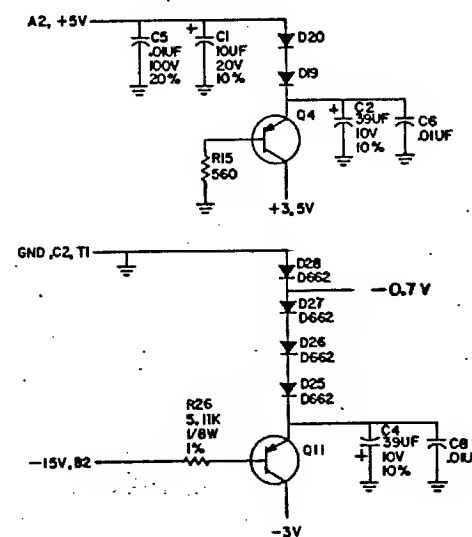 A2, +5V
C5
.01UF
100V
20%
+
C1
10UF
20V
10%
D20
D19
Q4
+
C2
39UF
10V
10%
C6
.01UF
R15
560
+3.5V
GND, C2, T1
D28
D662
-0.7V
D27
D662
D26
D662
D25
D662
R26
5.11K
1/8W
1%
-15V, B2
Q11
C4
39UF
+
10V
10%
C8
.01U
-3V